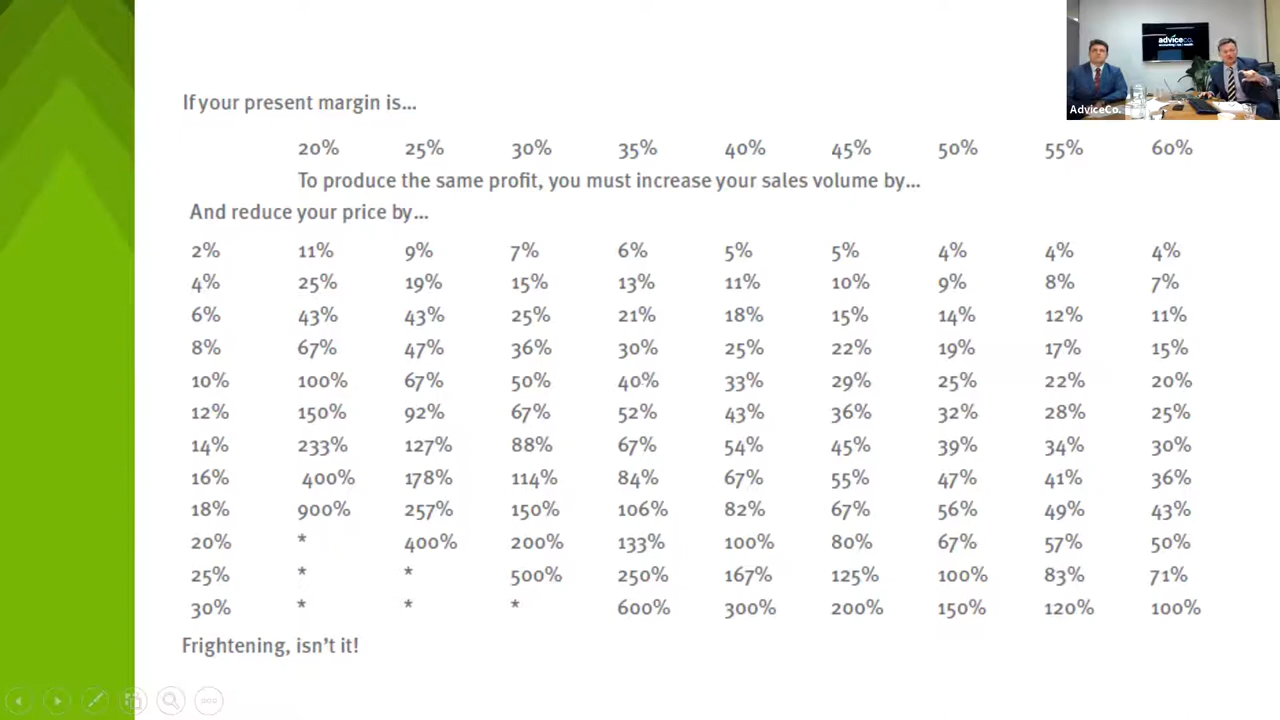 adviceco.
AdviceCo.
If your present margin is...
20% 25% 30% 35% 40% 45% 50% 55% 60%
To produce the same profit, you must increase your sales volume by...
And reduce your price by...
2% 11% 9% 7% 6% 5% 5% 4% 4% 4%
4% 25% 19% 15% 13% 11% 10% 9% 8% 7%
6% 43% 43% 25% 21% 18% 15% 14% 12% 11%
8% 67% 47% 36% 30% 25% 22% 19% 17% 15%
10% 100% 67% 50% 40% 33% 29% 25% 22% 20%
12% 150% 92% 67% 52% 43% 36% 32% 28% 25%
14% 233% 127% 88% 67% 54% 45% 39% 34% 30%
16% 400% 178% 114% 84% 67% 55% 47% 41% 36%
18% 900% 257% 150% 106% 82% 67% 56% 49% 43%
20% * 400% 200% 133% 100% 80% 67% 57% 50%
25% * * 500% 250% 167% 125% 100% 83% 71%
30% * * * 600% 300% 200% 150% 120% 100%
Frightening, isn't it!